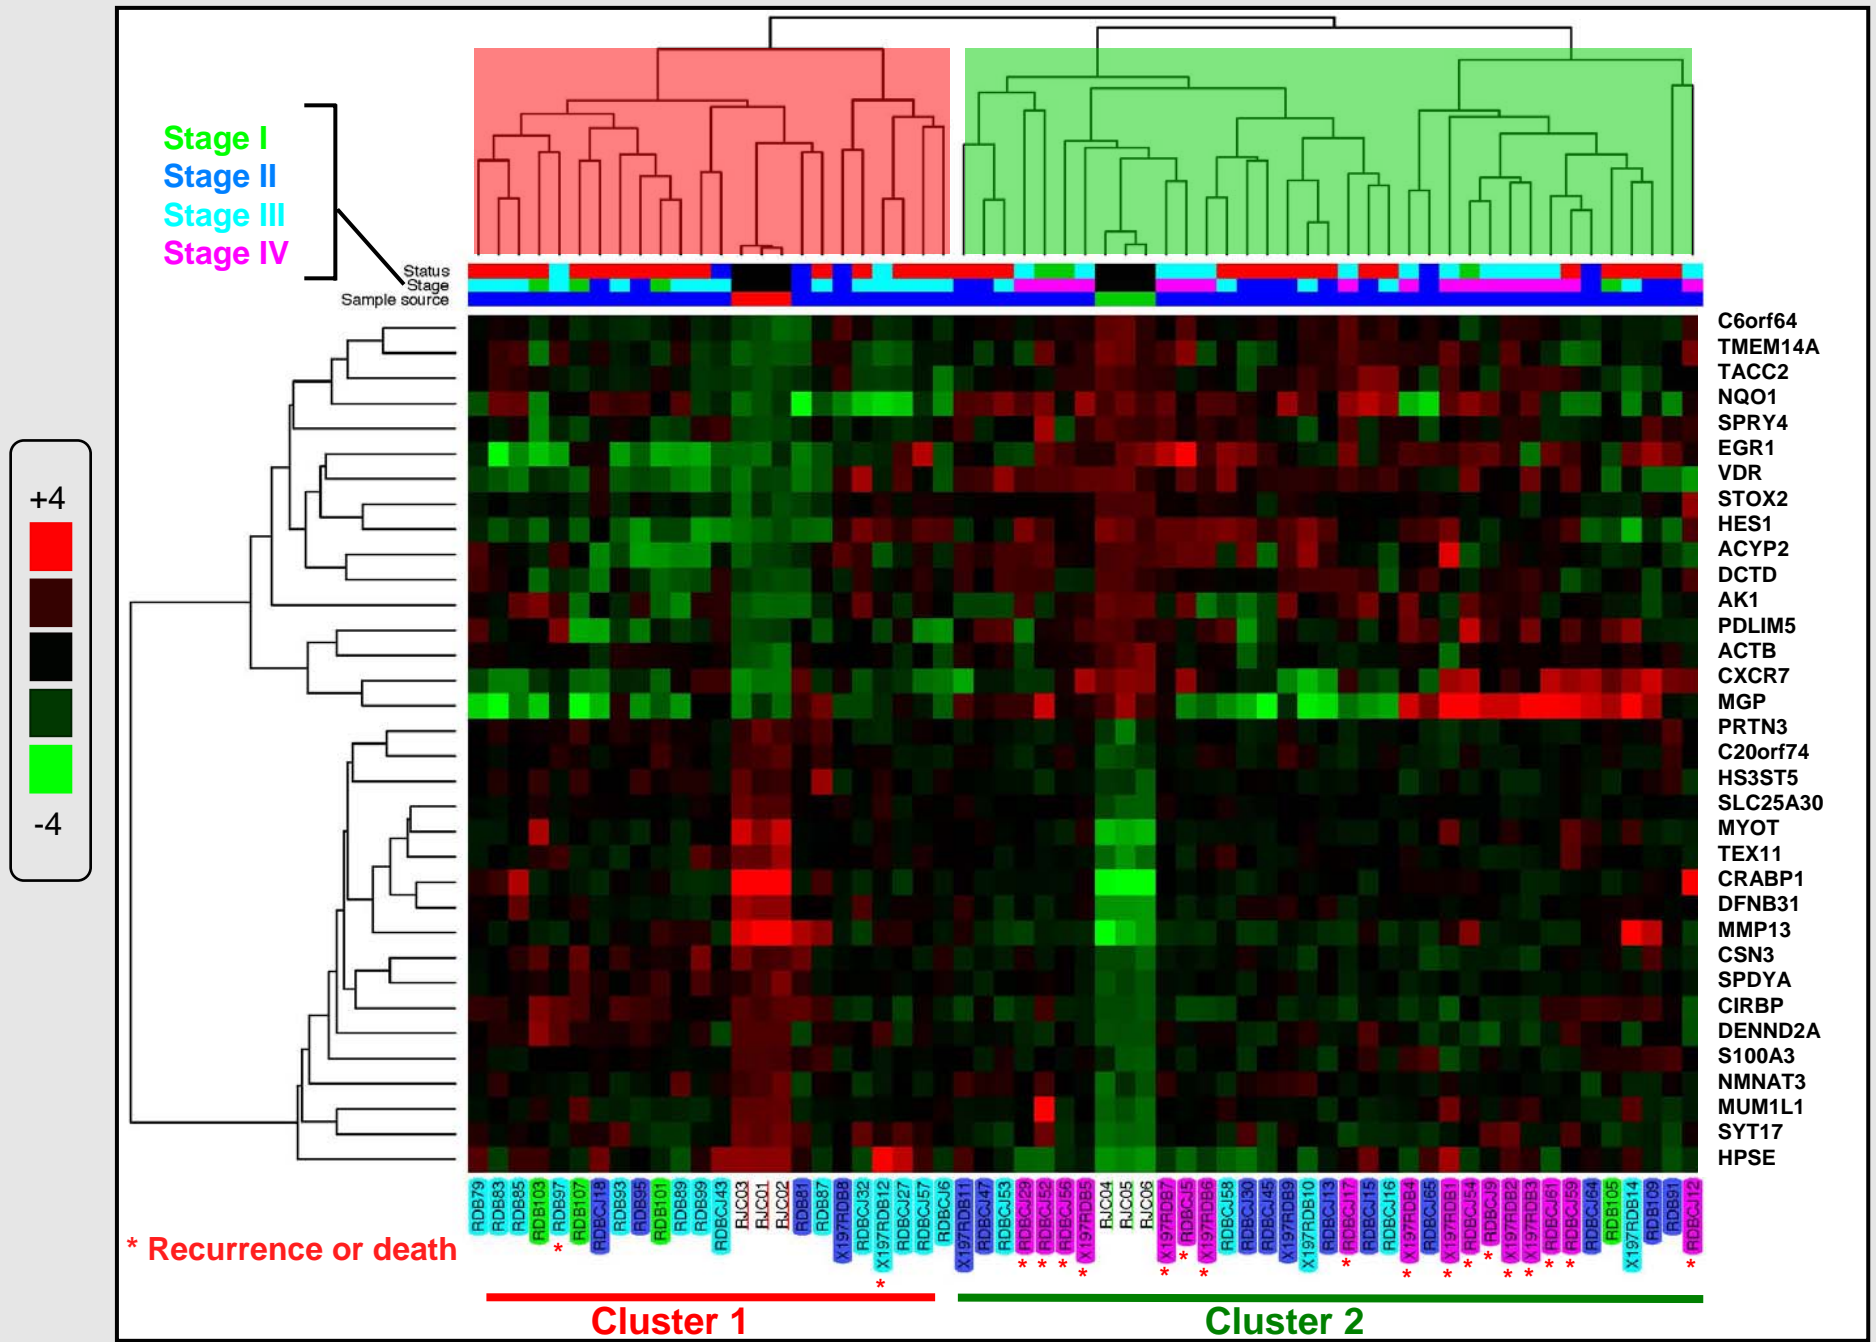 Stage I
Stage II
Stage III
Stage IV
Status
Stage
Sample source
+4
-4
C6orf64
TMEM14A
TACC2
NQO1
SPRY4
EGR1
VDR
STOX2
HES1
ACYP2
DCTD
AK1
PDLIM5
ACTB
CXCR7
MGP
PRTN3
C20orf74
HS3ST5
SLC25A30
MYOT
TEX11
CRABP1
DFNB31
MMP13
CSN3
SPDYA
CIRBP
DENND2A
S100A3
NMNAT3
MUM1L1
SYT17
HPSE
RDB79
RDB83
RDB85
RDB103
RDB97
RDB107
RDBCJ18
RDB93
RDB95
RDB101
RDB89
RDB99
RDBCJ43
RJC03
RJC01
RJC02
RDB81
RDB87
X197RDB8
RDBCJ32
X197RDB12
RDBCJ27
RDBCJ57
RDBCJ6
X197RDB11
RDBCJ47
RDBCJ53
RDBCJ29
RDBCJ52
RDBCJ56
X197RDB5
RJC04
RJC05
RJC06
X197RDB7
RDBCJ5
X197RDB6
RDBCJ58
RDBCJ30
RDBCJ45
X197RDB9
X197RDB10
RDBCJ13
RDBCJ17
RDBCJ15
RDBCJ16
X197RDB4
RDBCJ65
X197RDB1
RDBCJ54
RDBCJ9
X197RDB2
X197RDB3
RDBCJ61
RDBCJ59
RDBCJ64
RDB105
X197RDB14
RDB109
RDB91
RDBCJ12
* Recurrence or death
* * * * * * * * * * * * * * * * * * *
Cluster 1
Cluster 2